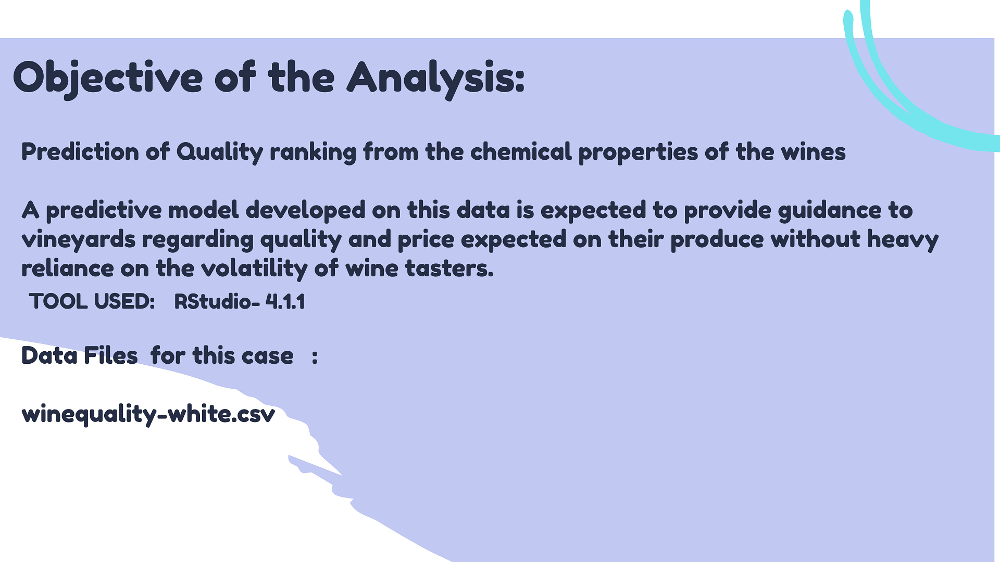 Objective of the Analysis:
Prediction of Quality ranking from the chemical properties of the wines
A predictive model developed on this data is expected to provide guidance to
vineyards regarding quality and price expected on their produce without heavy
reliance on the volatility of wine tasters.
TOOL USED: RStudio- 4.1.1
Data Files for this case :
winequality-white.csv